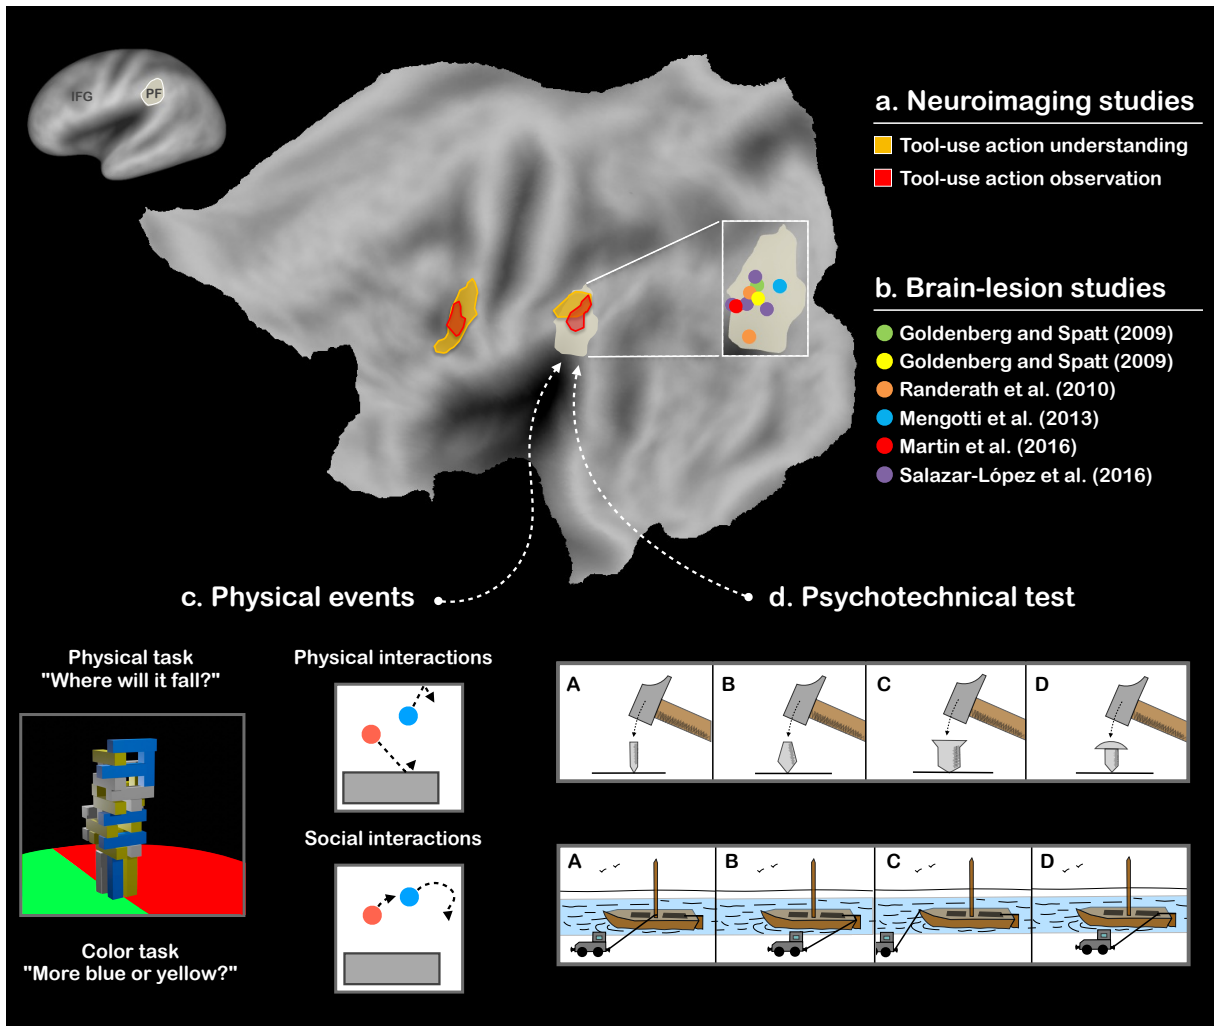 IFG
PF
a. Neuroimaging studies
Tool-use action understanding
Tool-use action observation
b. Brain-lesion studies
Goldenberg and Spatt (2009)
Goldenberg and Spatt (2009)
Randerath et al. (2010)
Mengotti et al. (2013)
Martin et al. (2016)
Salazar-López et al. (2016)
c. Physical events
d. Psychotechnical test
Physical task
"Where will it fall?"
Color task
"More blue or yellow?"
Physical interactions
Social interactions
A B C D
A B C D